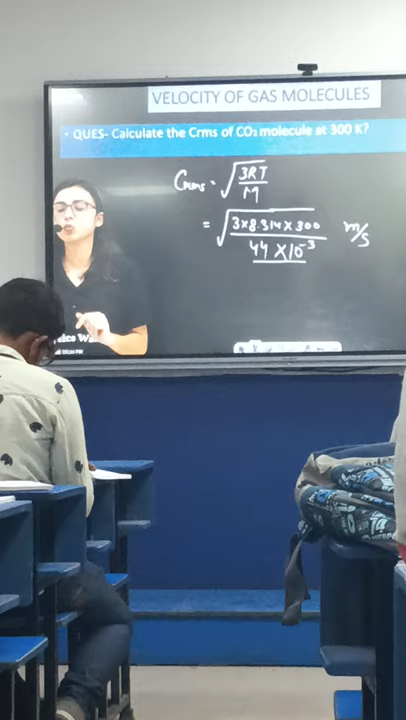 VELOCITY OF GAS MOLECULES
• QUES- Calculate the Crms of CO₂ molecule at 300 K?
Crms = √(3RT/M)
= √(3×8.314×300/44×10⁻³) m/s